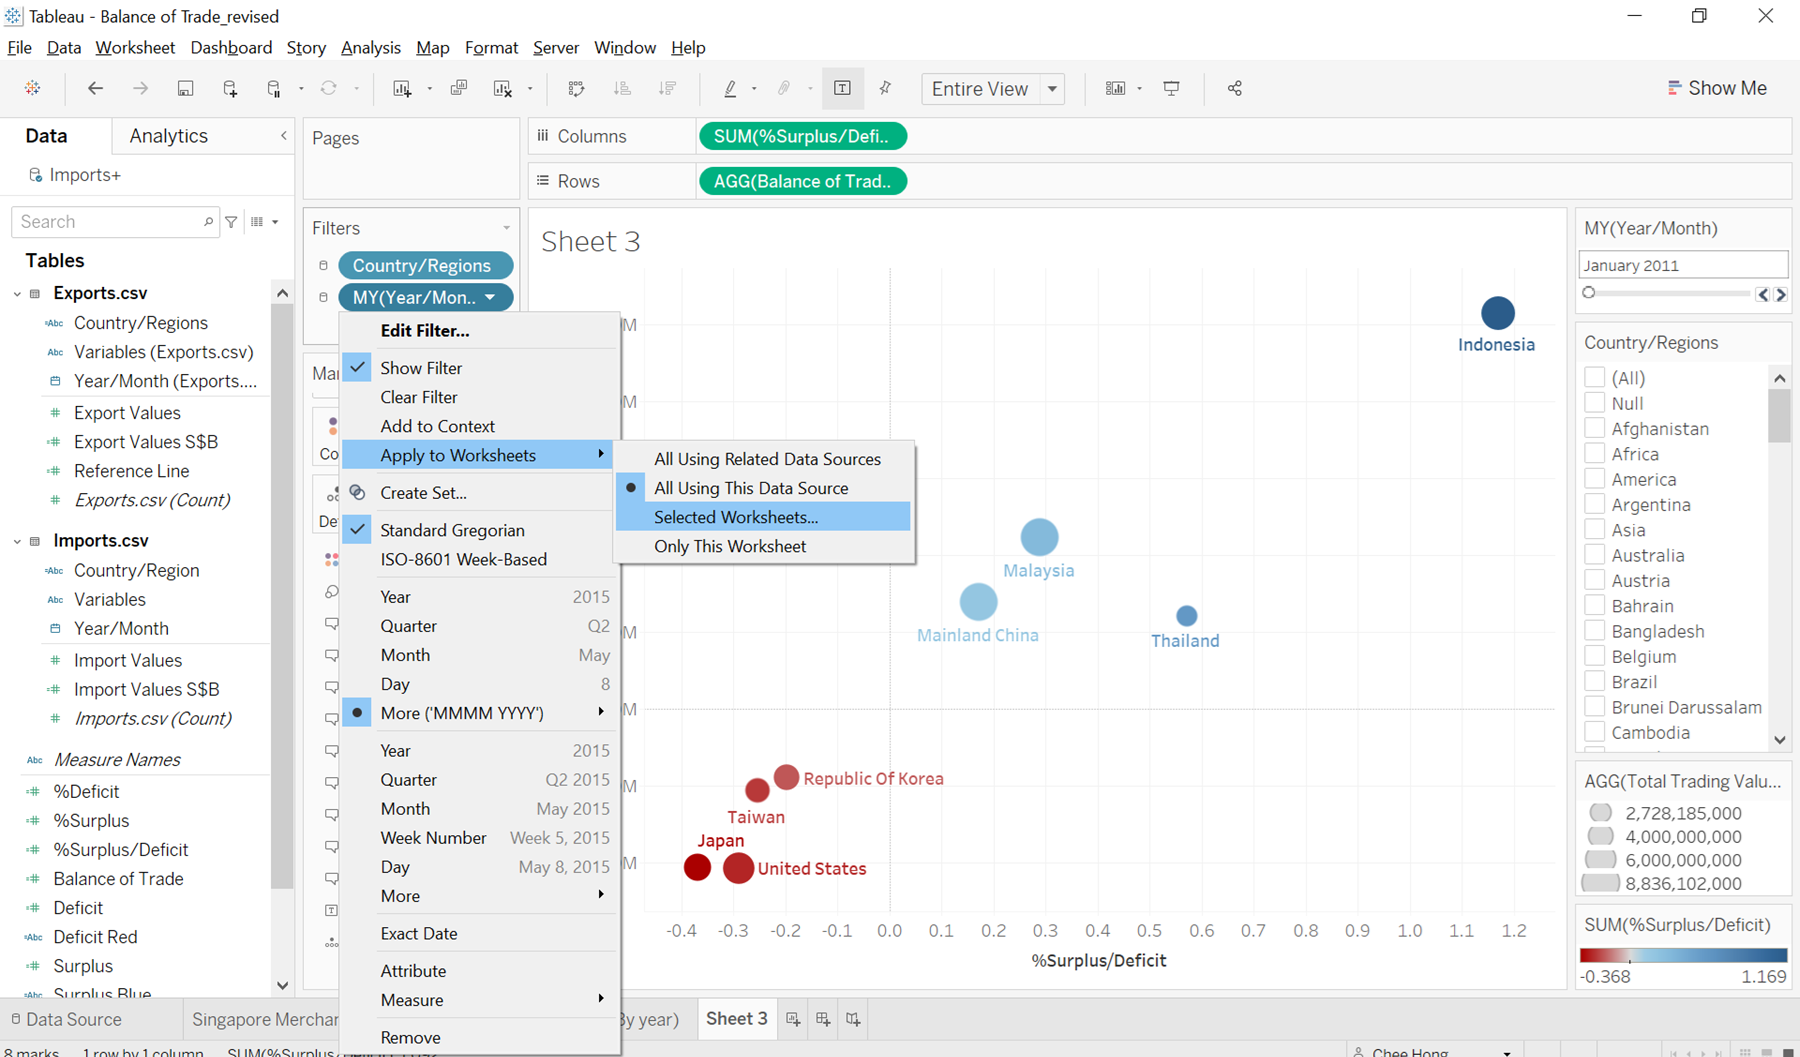 Tableau - Balance of Trade_revised
File Data Worksheet Dashboard Story Analysis Map Format Server Window Help
Entire View
Show Me
Data
Analytics
Imports+
Search
Tables
Exports.csv
Abc Country/Regions
Abc Variables (Exports.csv)
Year/Month (Exports....
Export Values
Export Values S$B
Reference Line
Exports.csv (Count)
Imports.csv
Abc Country/Region
Abc Variables
Year/Month
Import Values
Import Values S$B
Imports.csv (Count)
Abc Measure Names
%Deficit
%Surplus
%Surplus/Deficit
Balance of Trade
Deficit
Abc Deficit Red
Surplus
Abc Surplus Blue
Pages
Filters
Country/Regions
MY(Year/Mon..
Mar
Co
De
Edit Filter...
Show Filter
Clear Filter
Add to Context
Apply to Worksheets
Create Set...
Standard Gregorian
ISO-8601 Week-Based
Year 2015
Quarter Q2
Month May
Day 8
More ('MMMM YYYY')
Year 2015
Quarter Q2 2015
Month May 2015
Week Number Week 5, 2015
Day May 8, 2015
More
Exact Date
Attribute
Measure
Remove
All Using Related Data Sources
All Using This Data Source
Selected Worksheets...
Only This Worksheet
Columns
SUM(%Surplus/Defi..
Rows
AGG(Balance of Trad..
Sheet 3
M
M
M
M
M
M
Indonesia
Malaysia
Mainland China
Thailand
Republic Of Korea
Taiwan
Japan
United States
-0.4 -0.3 -0.2 -0.1 0.0 0.1 0.2 0.3 0.4 0.5 0.6 0.7 0.8 0.9 1.0 1.1 1.2
%Surplus/Deficit
MY(Year/Month)
January 2011
Country/Regions
(All)
Null
Afghanistan
Africa
America
Argentina
Asia
Australia
Austria
Bahrain
Bangladesh
Belgium
Brazil
Brunei Darussalam
Cambodia
AGG(Total Trading Valu...
2,728,185,000
4,000,000,000
6,000,000,000
8,836,102,000
SUM(%Surplus/Deficit)
-0.368 1.169
Data Source
Singapore Merchan
y year)
Sheet 3
8 marks 1 row by 1 column
Chee Hong